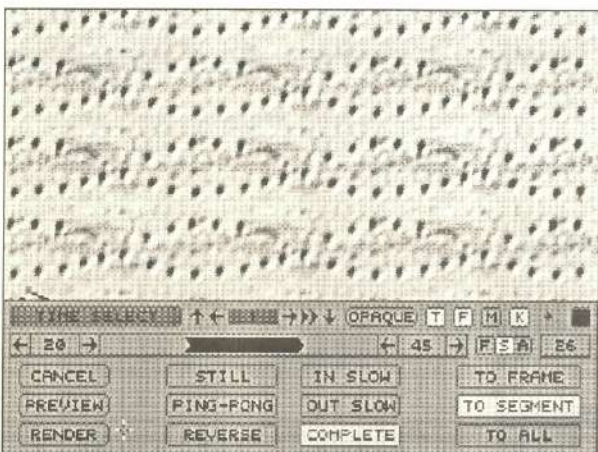 TIME SELECT OPAQUE T F M K
20 45 F S A 26
CANCEL STILL IN SLOW TO FRAME
PREVIEW PING-PONG OUT SLOW TO SEGMENT
RENDER REVERSE COMPLETE TO ALL